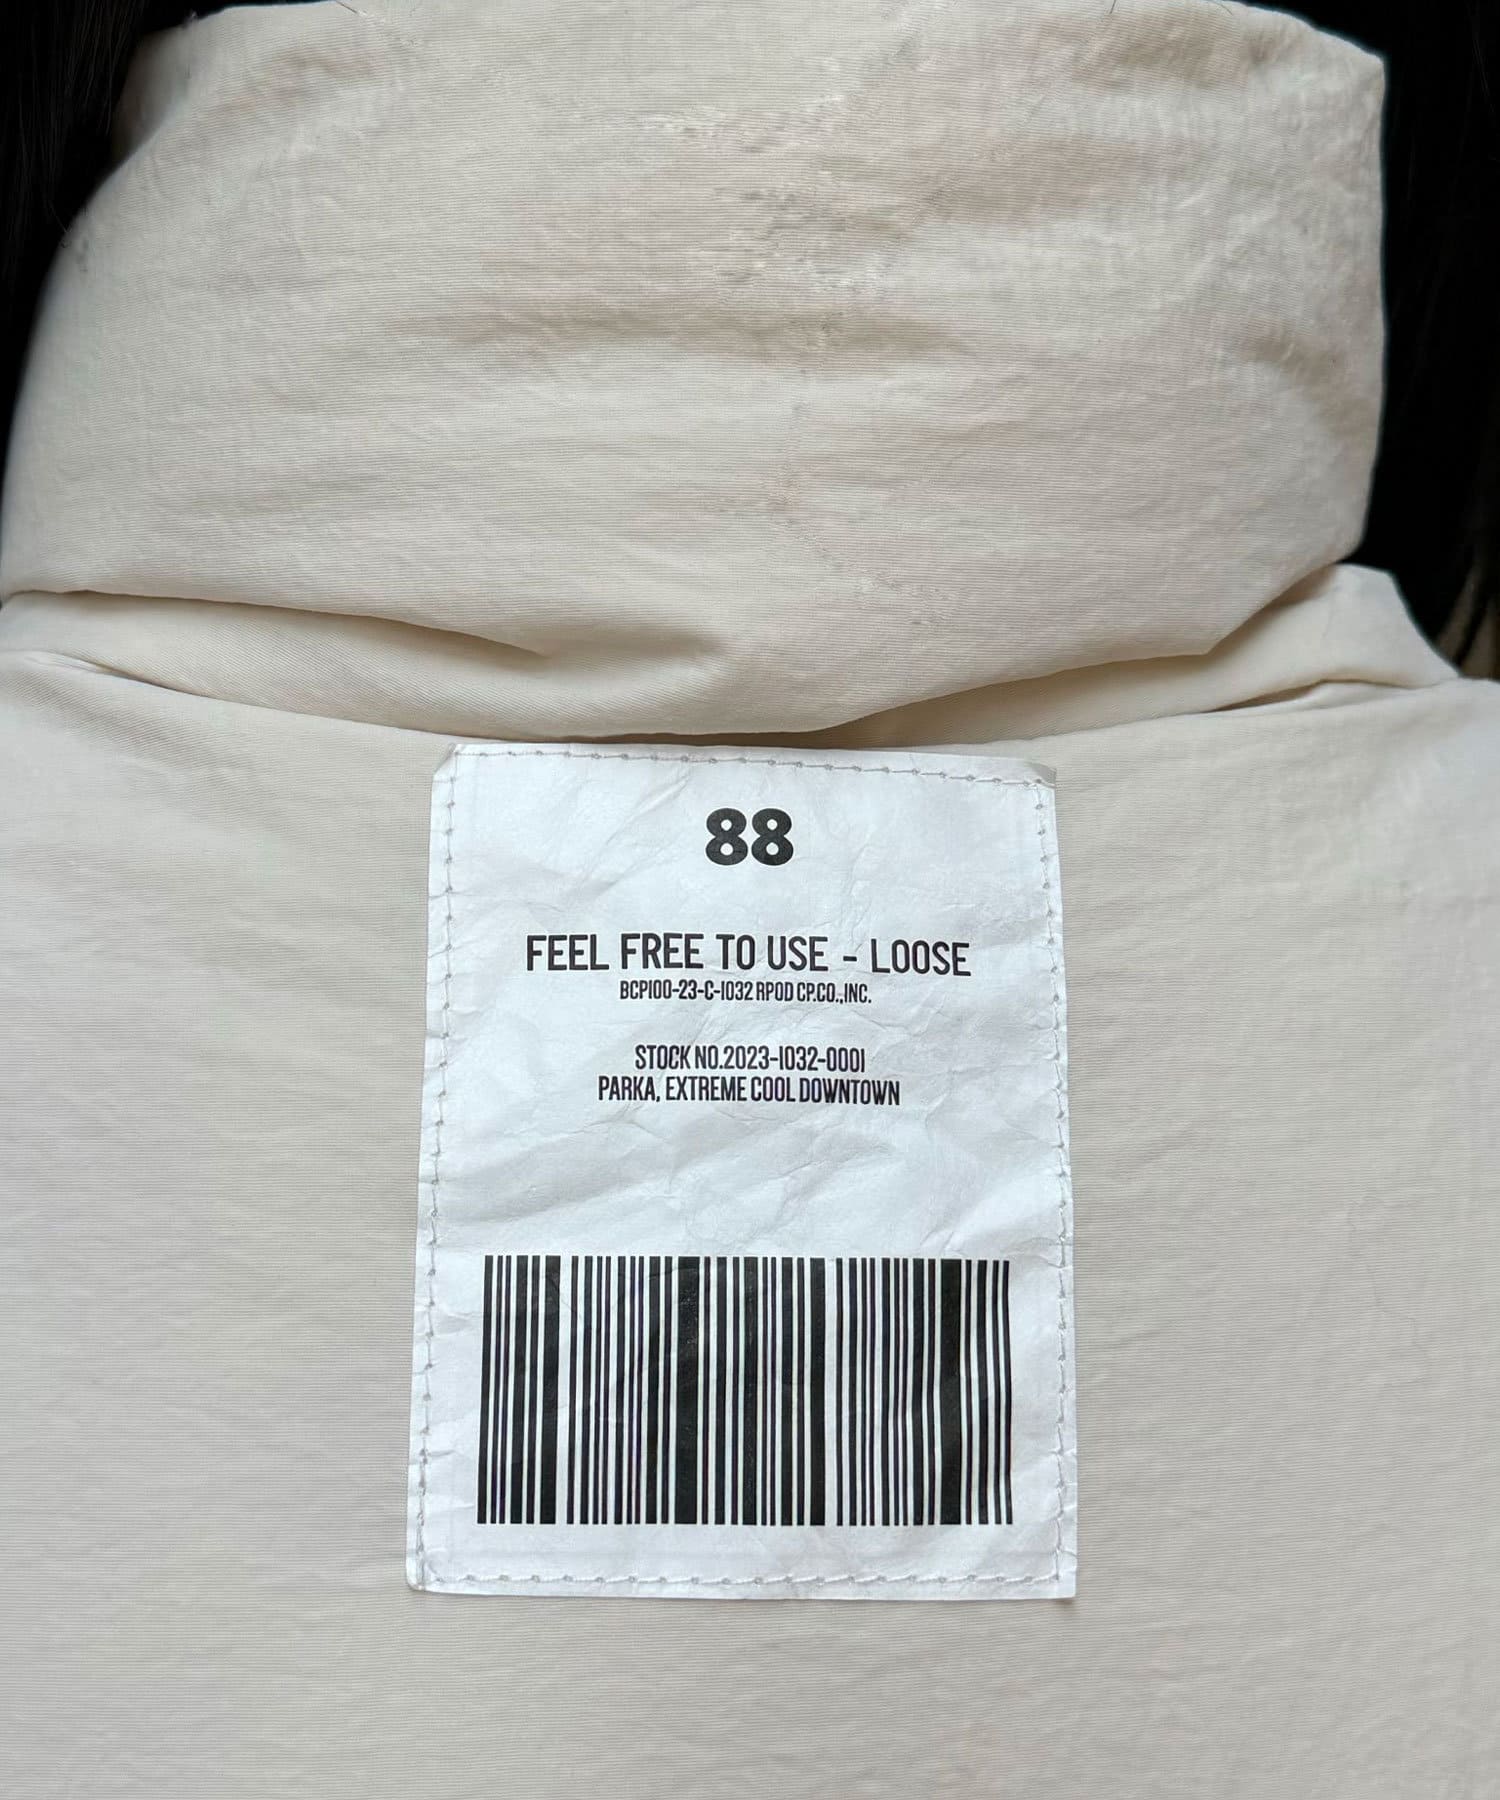 88
FEEL FREE TO USE - LOOSE
BCP100-23-C-1032 RPOD CP.CO.,INC.
STOCK NO.2023-1032-0001
PARKA, EXTREME COOL DOWNTOWN